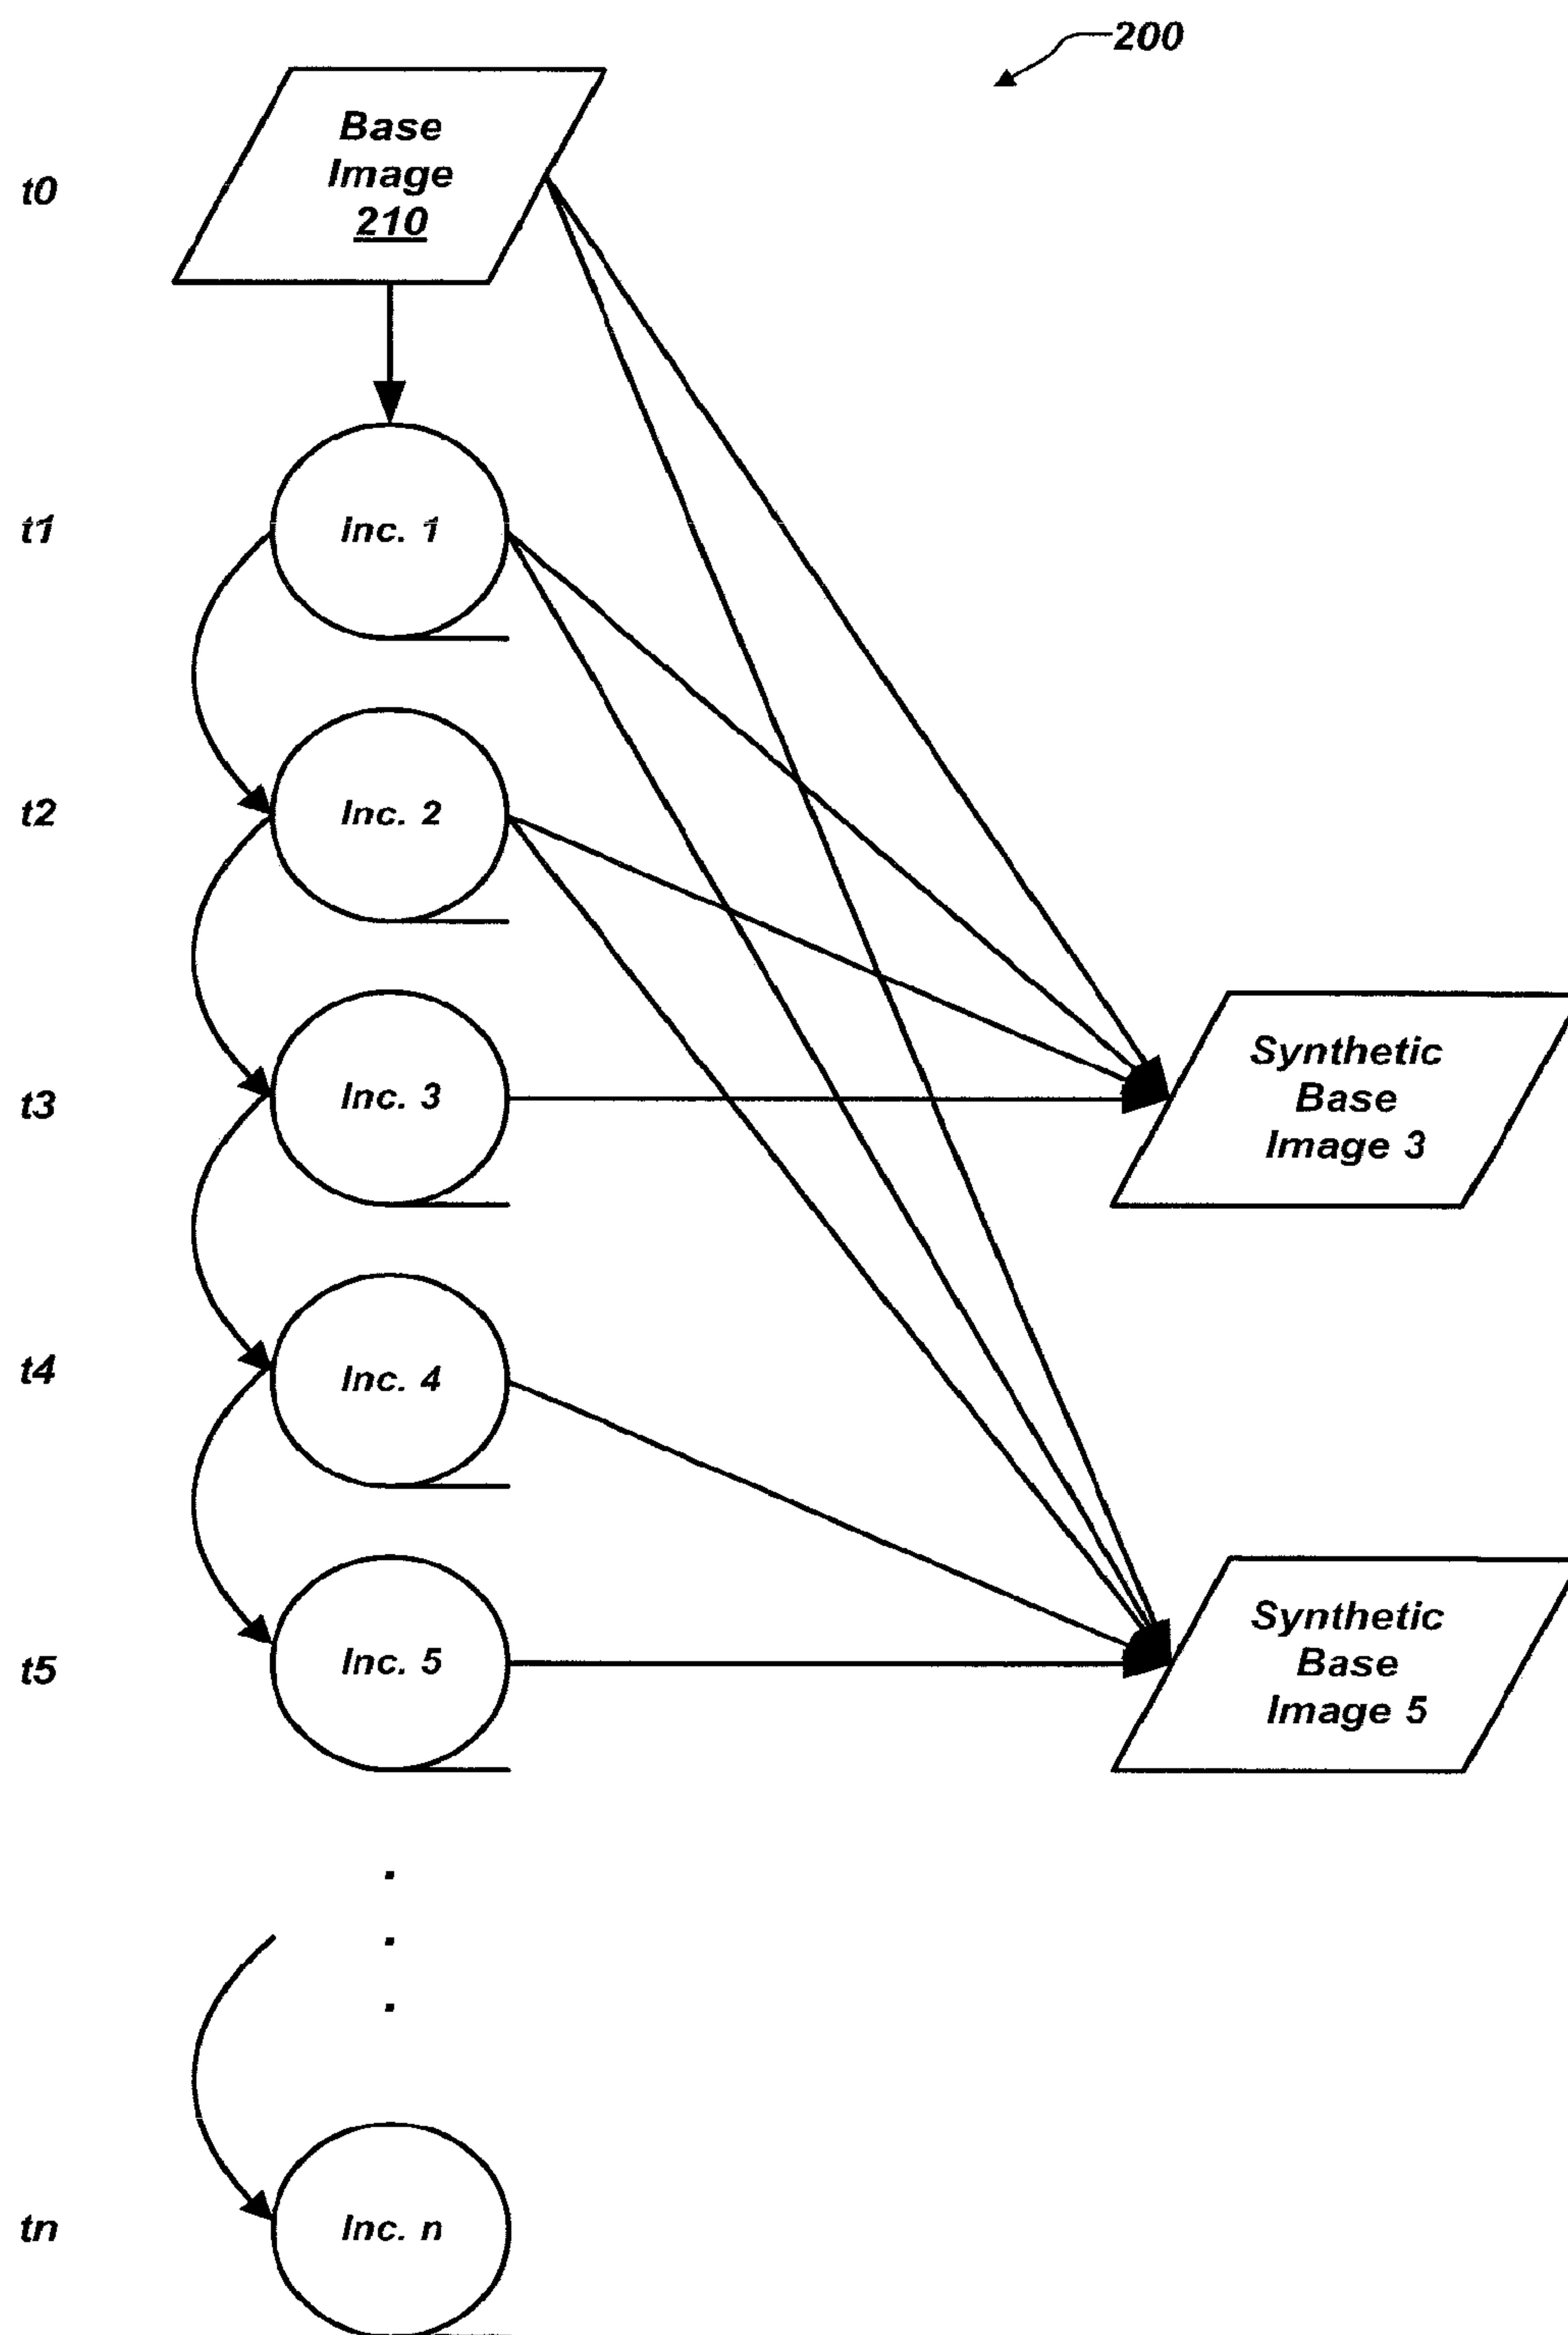 200
Base
Image
210
t0
t1
Inc. 1
t2
Inc. 2
t3
Inc. 3
Synthetic
Base
Image 3
t4
Inc. 4
t5
Inc. 5
Synthetic
Base
Image 5
.
.
.
tn
Inc. n